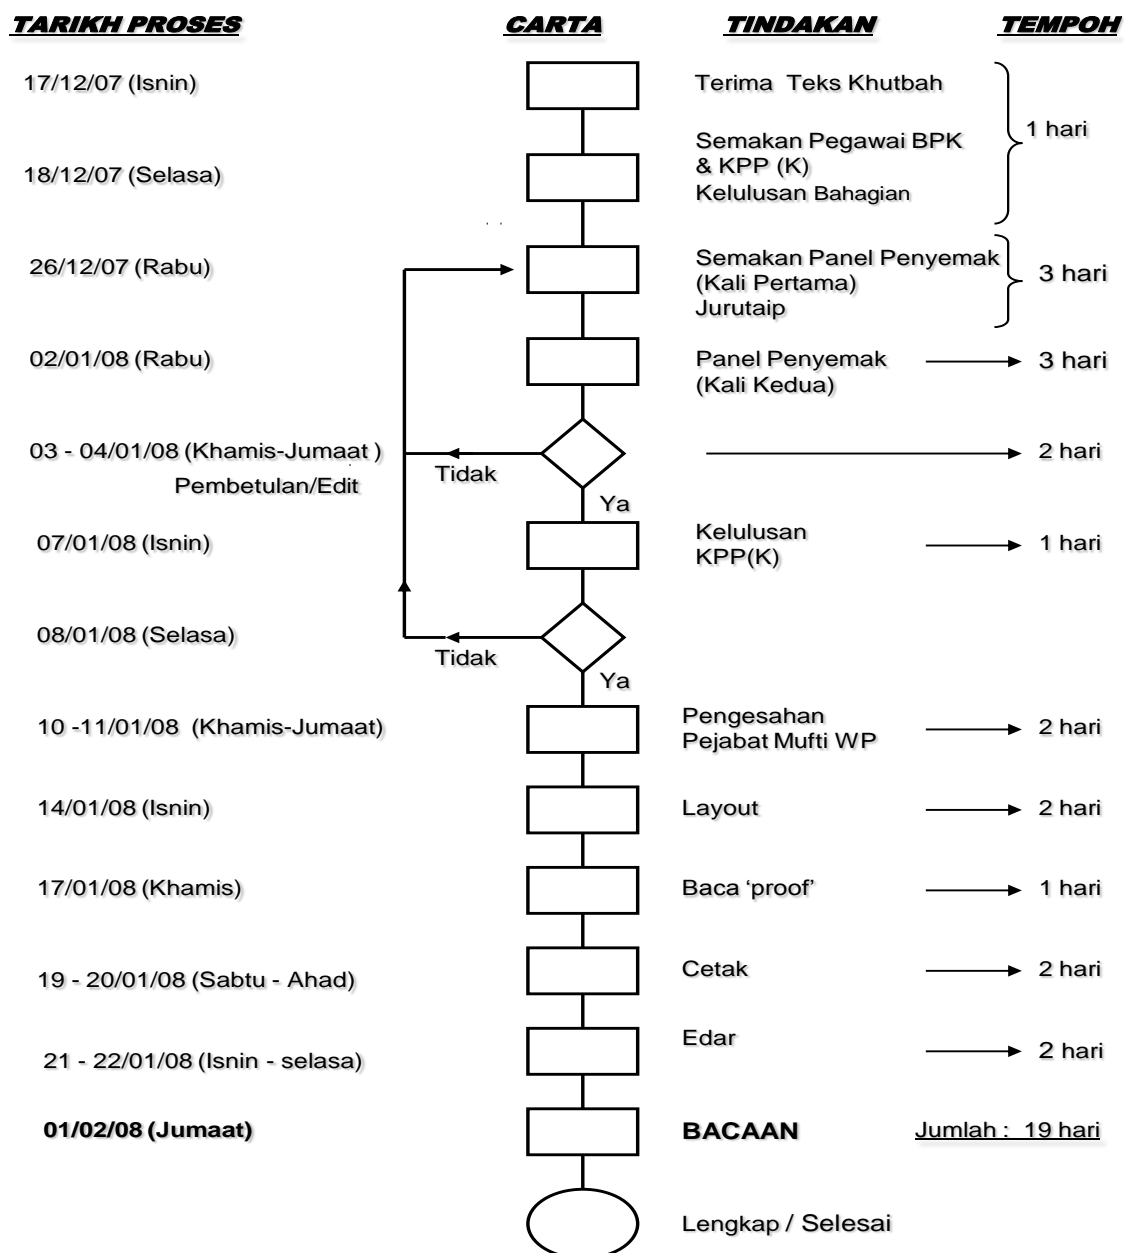 TARIKH PROSES CARTA TINDAKAN TEMPOH
17/12/07 (Isnin) Terima Teks Khutbah
1 hari
Semakan Pegawai BPK
& KPP (K)
18/12/07 (Selasa)
Kelulusan Bahagian
26/12/07 (Rabu) Semakan Panel Penyemak
(Kali Pertama) 3 hari
Jurutaip
02/01/08 (Rabu) Panel Penyemak 3 hari
(Kali Kedua)
03 - 04/01/08 (Khamis-Jumaat ) 2 hari
Tidak
Pembetulan/Edit
Ya
07/01/08 (Isnin) Kelulusan 1 hari
KPP(K)
08/01/08 (Selasa)
Tidak
Ya
10 -11/01/08 (Khamis-Jumaat) Pengesahan 2 hari
Pejabat Mufti WP
14/01/08 (Isnin) Layout 2 hari
17/01/08 (Khamis) Baca ‘proof’ 1 hari
19 - 20/01/08 (Sabtu - Ahad) Cetak 2 hari
Edar
21 - 22/01/08 (Isnin - selasa) 2 hari
01/02/08 (Jumaat) BACAAN Jumlah : 19 hari
Lengkap / Selesai